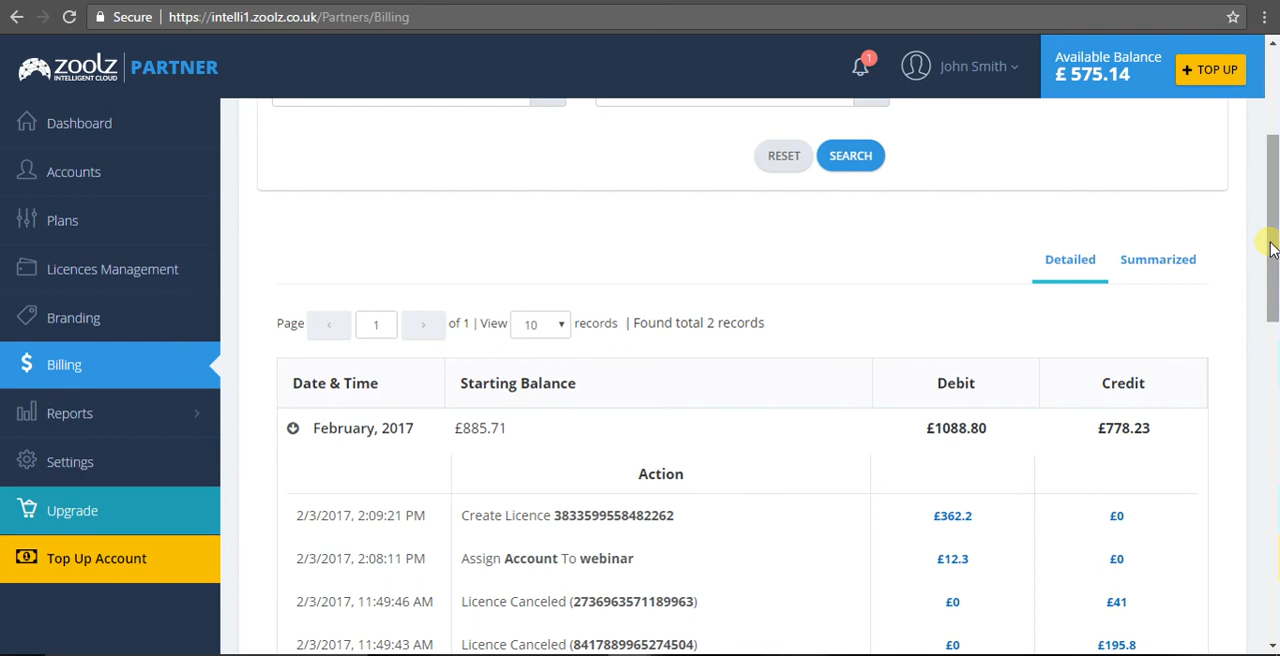 Secure | https://intelli1.zoolz.co.uk/Partners/Billing
zoolz INTELLIGENT CLOUD PARTNER
1
John Smith
Available Balance
£ 575.14
+ TOP UP
Dashboard
Accounts
Plans
Licences Management
Branding
$ Billing
Reports
Settings
Upgrade
Top Up Account
RESET SEARCH
Detailed Summarized
Page < 1 > of 1 | View 10 records | Found total 2 records
Date & Time Starting Balance Debit Credit
February, 2017 £885.71 £1088.80 £778.23
Action
2/3/2017, 2:09:21 PM Create Licence 3833599558482262 £362.2 £0
2/3/2017, 2:08:11 PM Assign Account To webinar £12.3 £0
2/3/2017, 11:49:46 AM Licence Canceled (2736963571189963) £0 £41
2/3/2017, 11:49:43 AM Licence Canceled (8417889965274504) £0 £195.8